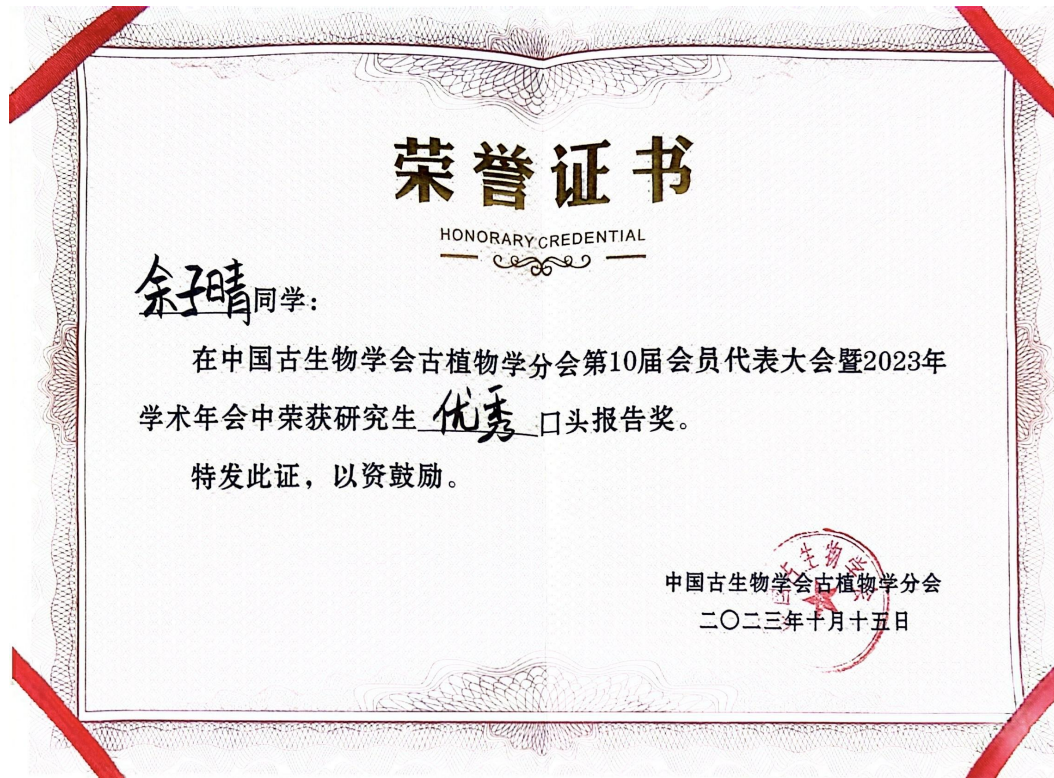 荣誉证书
HONORARY CREDENTIAL
余子晴同学：
在中国古生物学会古植物学分会第10届会员代表大会暨2023年
学术年会中荣获研究生 优秀 口头报告奖。
特发此证，以资鼓励。
中国古生物学会古植物学分会
二〇二三年十月十五日